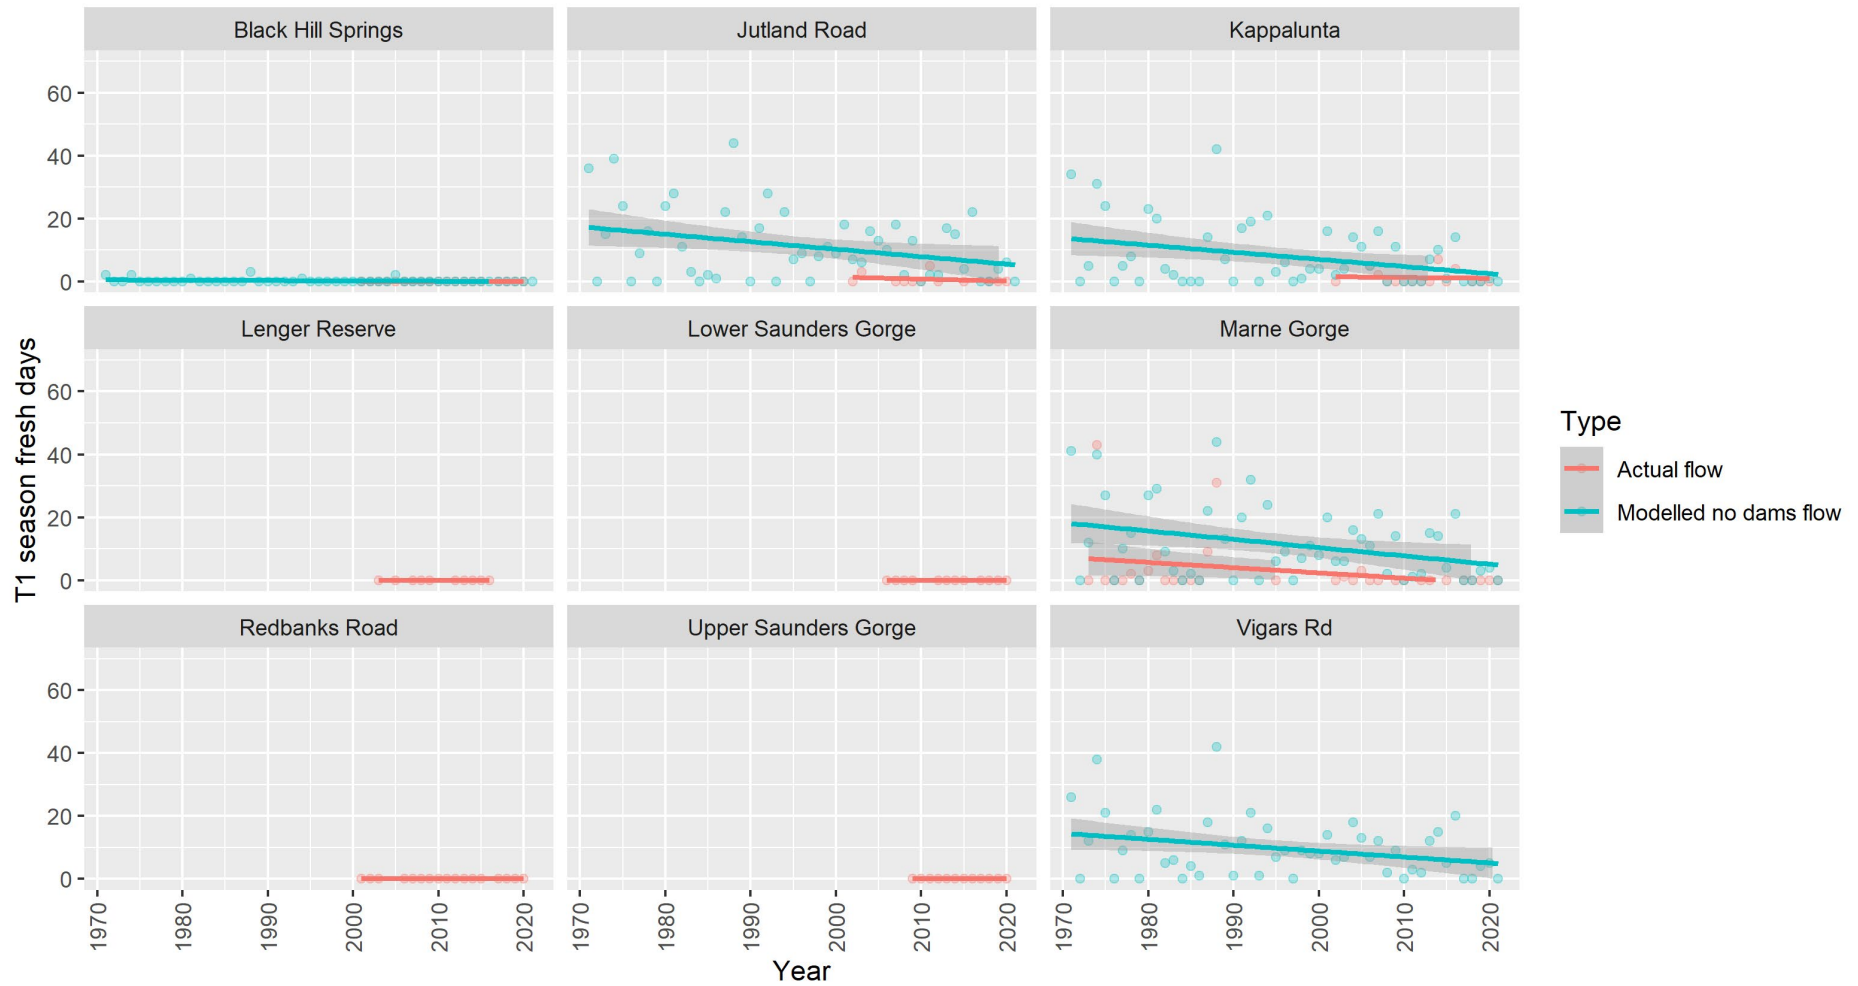 Black Hill Springs
Jutland Road
Kappalunta
60
40
20
0
Lenger Reserve
Lower Saunders Gorge
Marne Gorge
60
40
20
0
Redbanks Road
Upper Saunders Gorge
Vigars Rd
60
40
20
0
1970 1980 1990 2000 2010 2020
1970 1980 1990 2000 2010 2020
1970 1980 1990 2000 2010 2020
Year
T1 season fresh days
Type
Actual flow
Modelled no dams flow